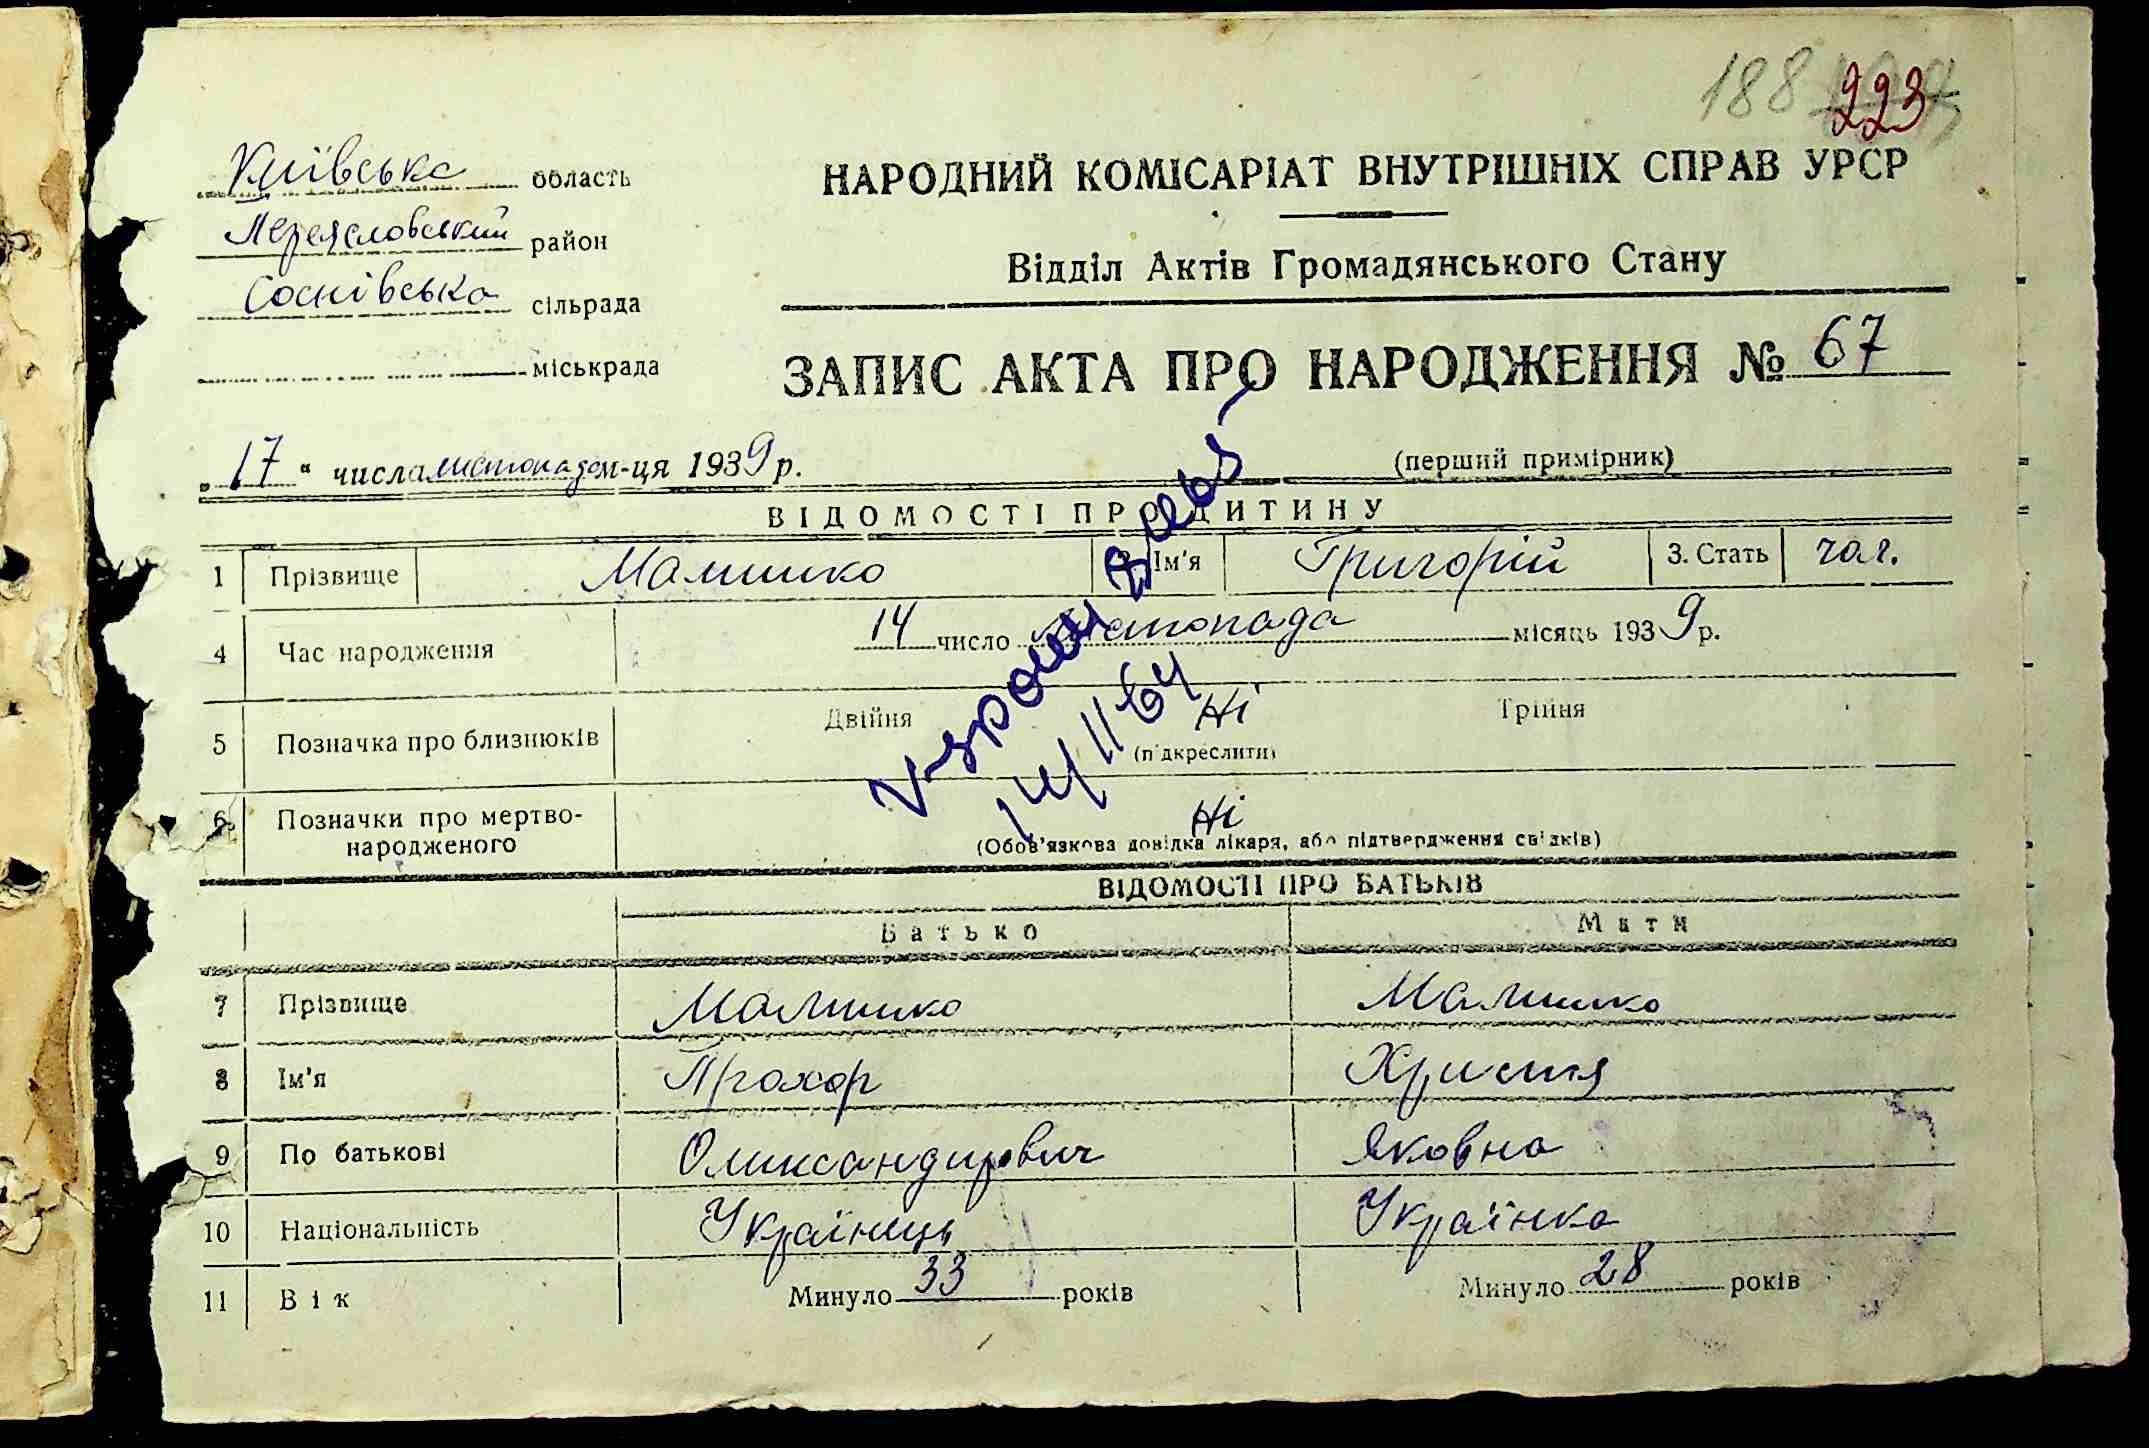 188 223
Київська область
Переясловський район
Соснівська сільрада
міськрада
НАРОДНИЙ КОМІСАРІАТ ВНУТРІШНІХ СПРАВ УРСР
Відділ Актів Громадянського Стану
ЗАПИС АКТА ПРО НАРОДЖЕННЯ № 67
„17“ числа листопада м-ця 1939 р. (перший примірник)
ВІДОМОСТІ ПРО ДИТИНУ
1 Прізвище Малишко 2. Ім'я Григорій 3. Стать чол.
4 Час народження 14 число листопада місяць 1939 р.
5 Позначка про близнюків Двійня Ні Трійня
(підкреслити)
14/II 64
6. Позначки про мертво-
народженого Ні
(Обов'язкова довідка лікаря, або підтвердження свідків)
ВІДОМОСТІ ПРО БАТЬКІВ
Батько Мати
7 Прізвище Малишко Малишко
8 Ім'я Прохор Христя
9 По батькові Олександрович Яковна
10 Національність Українець Українка
11 Вік Минуло 33 років Минуло 28 років